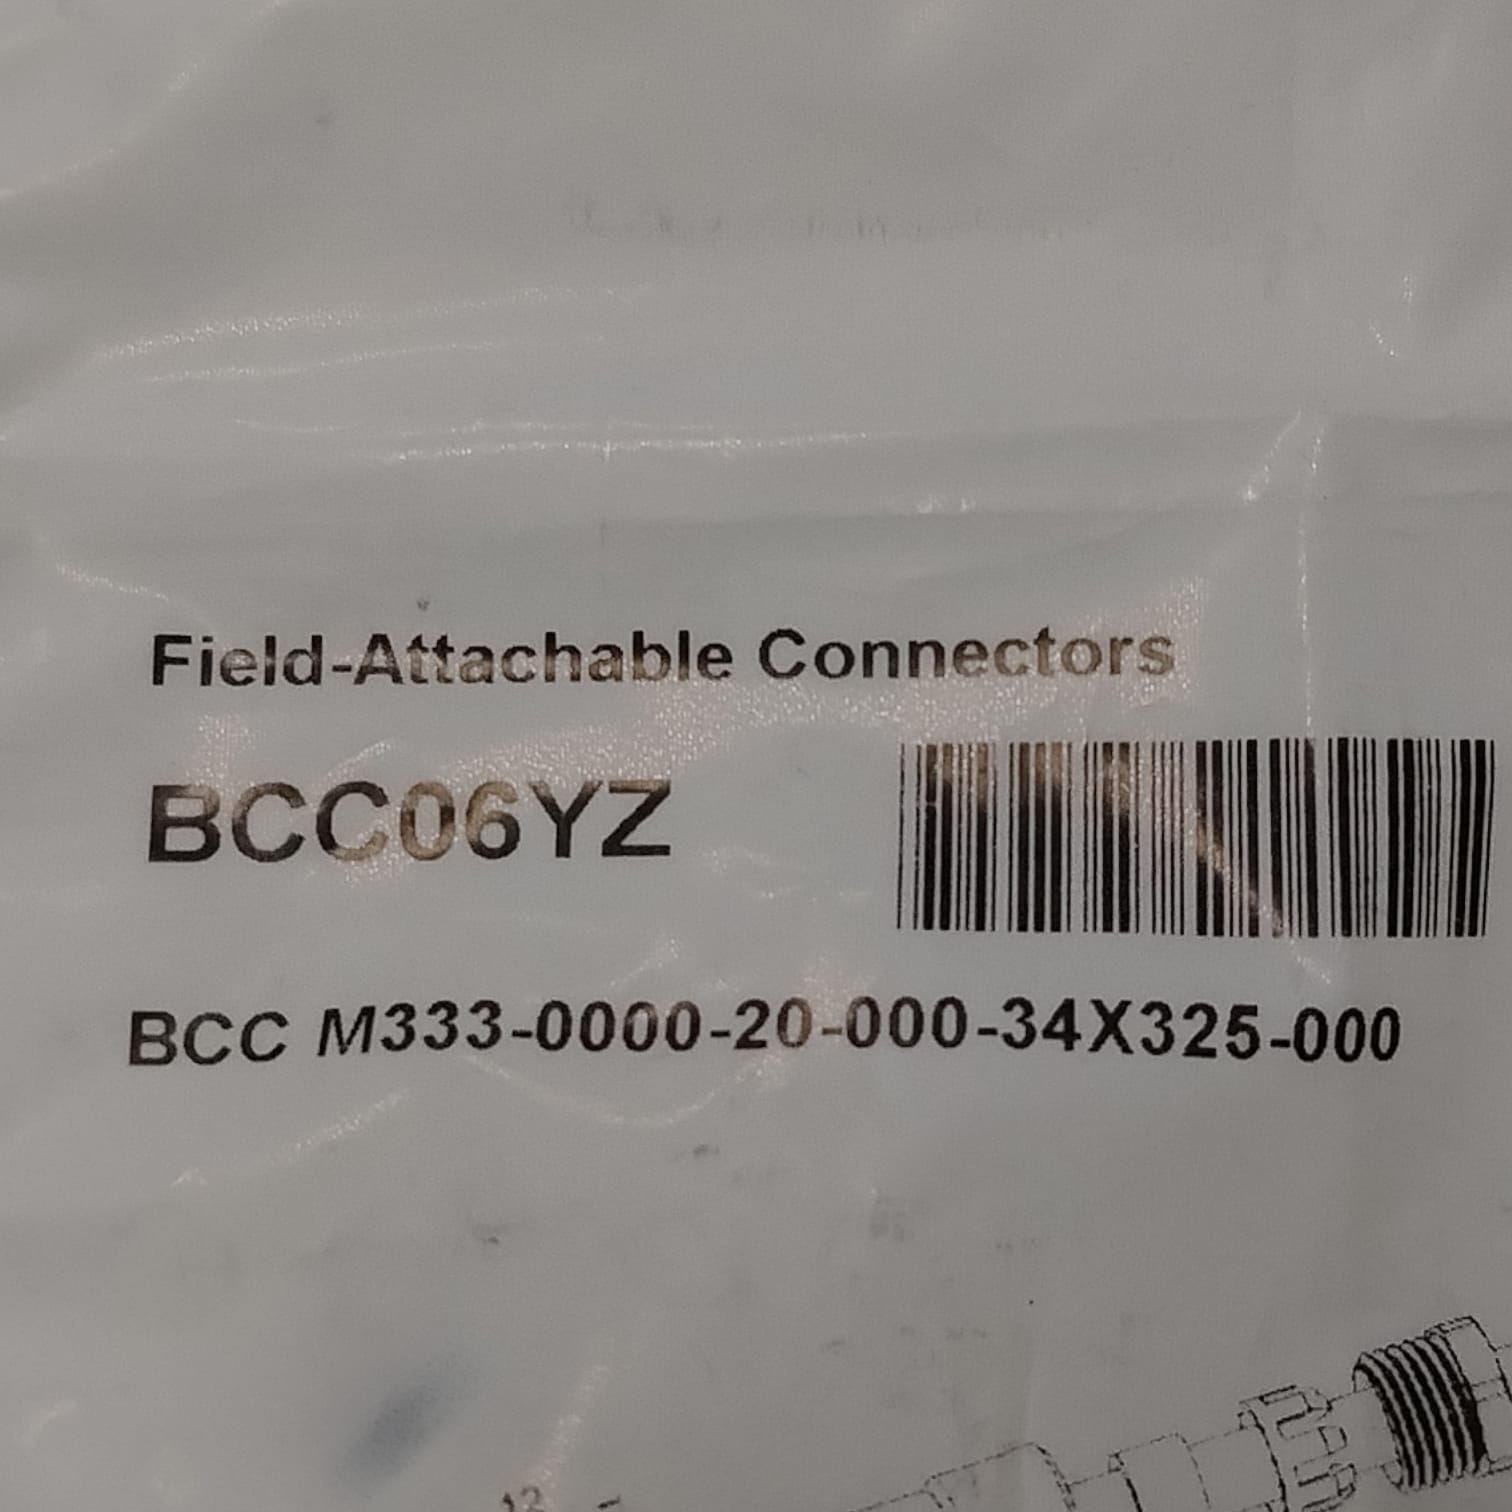 Field-Attachable Connectors
BCC06YZ
BCC M333-0000-20-000-34X325-000